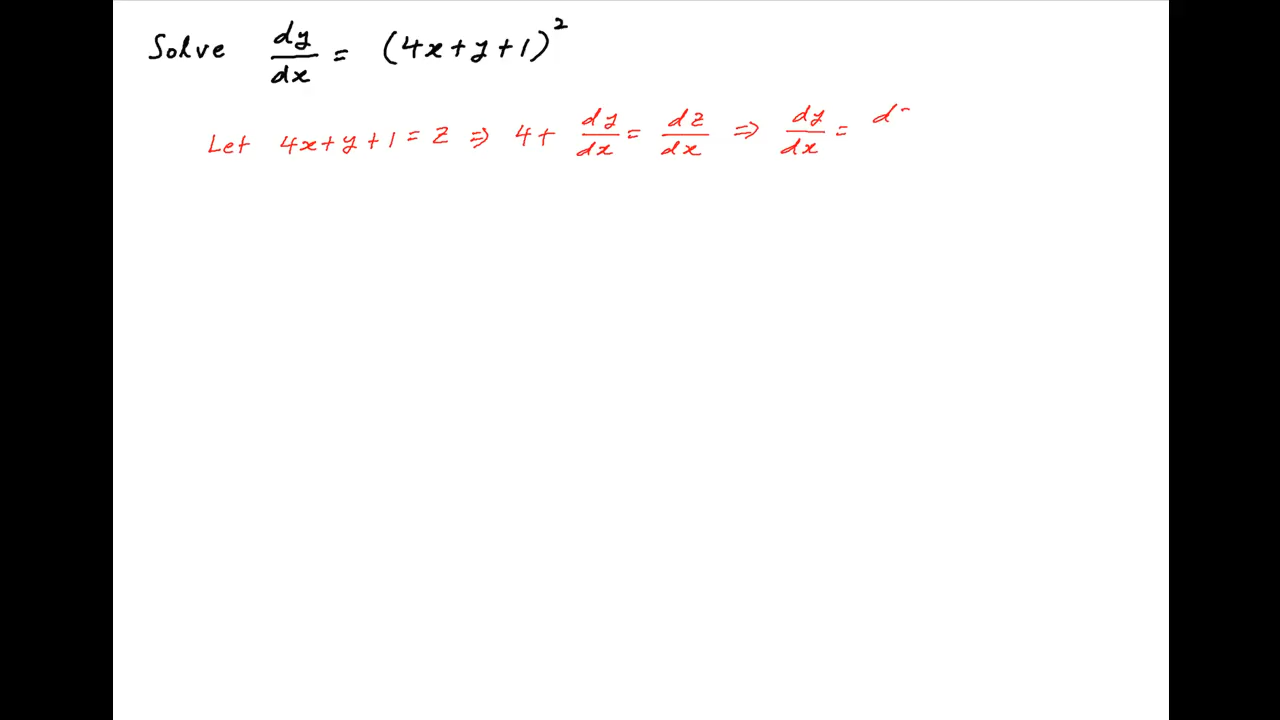 Solve dy/dx = (4x+y+1)²
Let 4x+y+1 = z ⇒ 4+ dy/dx = dz/dx ⇒ dy/dx = d